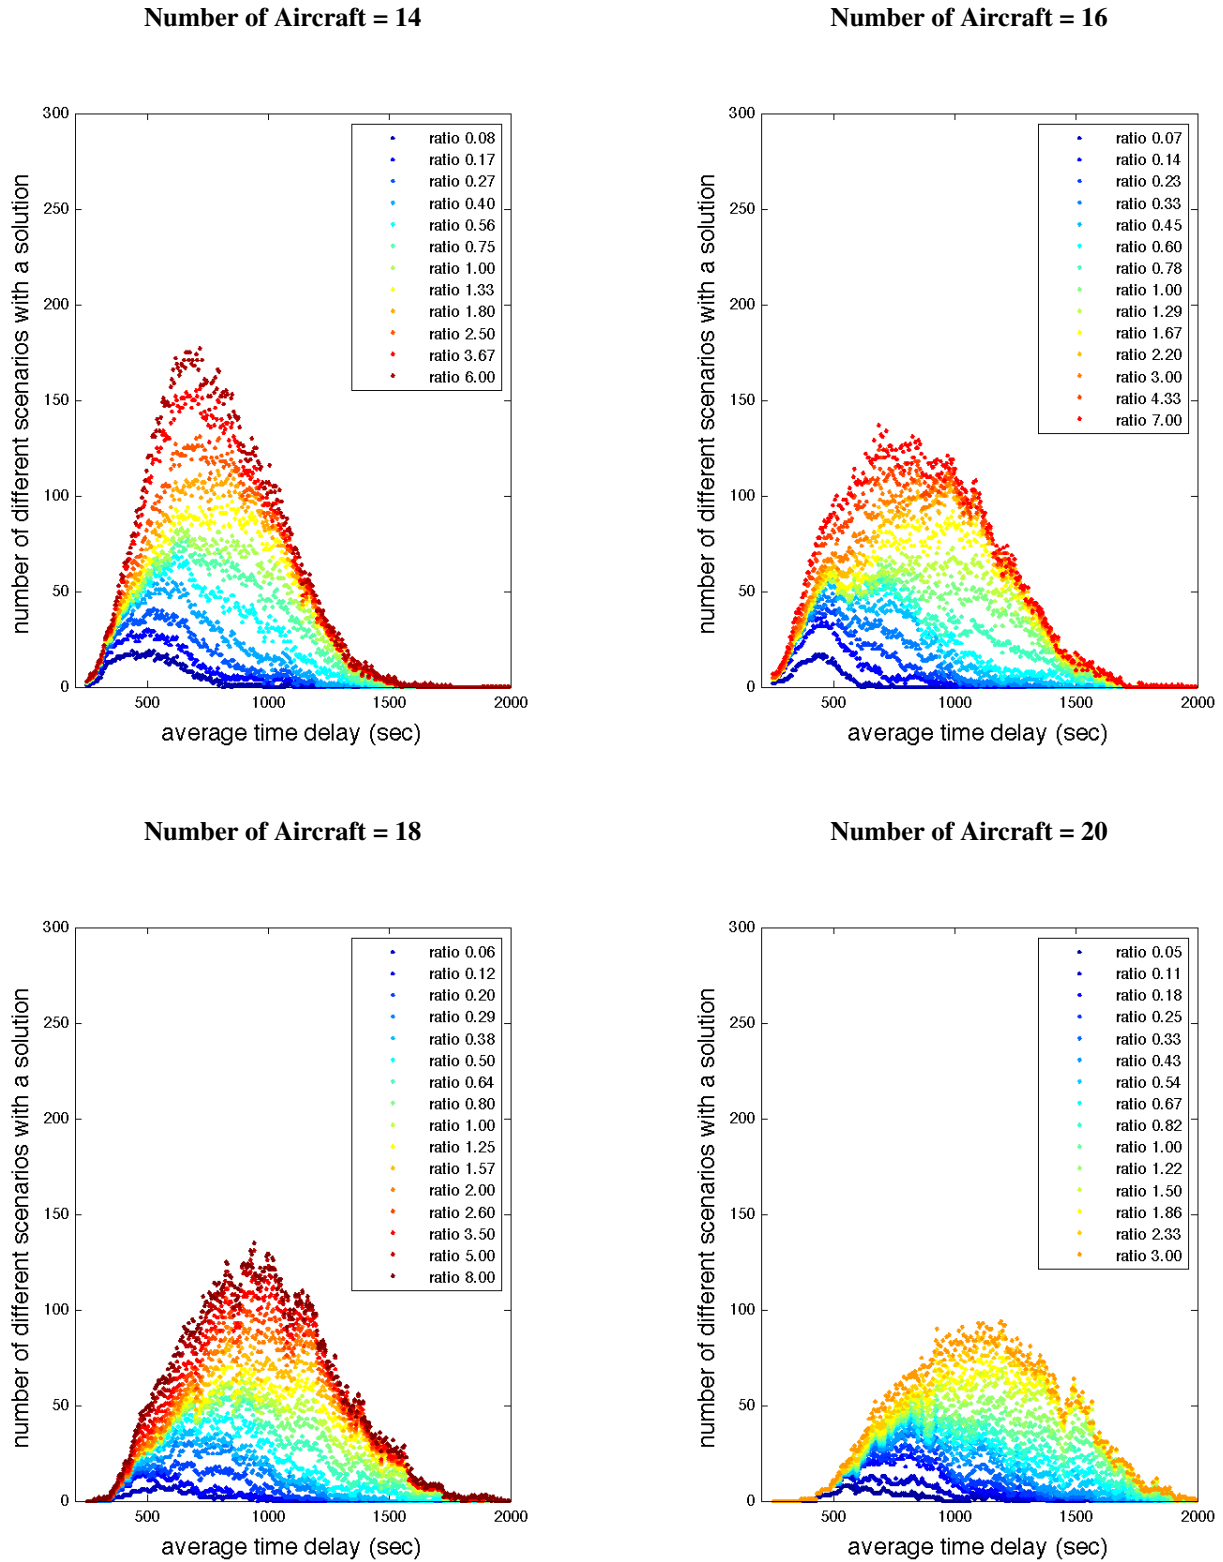 Number of Aircraft = 14
number of different scenarios with a solution
300
250
200
150
100
50
0
500
1000
1500
2000
average time delay (sec)
ratio 0.08
ratio 0.17
ratio 0.27
ratio 0.40
ratio 0.56
ratio 0.75
ratio 1.00
ratio 1.33
ratio 1.80
ratio 2.50
ratio 3.67
ratio 6.00
Number of Aircraft = 16
number of different scenarios with a solution
300
250
200
150
100
50
0
500
1000
1500
2000
average time delay (sec)
ratio 0.07
ratio 0.14
ratio 0.23
ratio 0.33
ratio 0.45
ratio 0.60
ratio 0.78
ratio 1.00
ratio 1.29
ratio 1.67
ratio 2.20
ratio 3.00
ratio 4.33
ratio 7.00
Number of Aircraft = 18
number of different scenarios with a solution
300
250
200
150
100
50
0
500
1000
1500
2000
average time delay (sec)
ratio 0.06
ratio 0.12
ratio 0.20
ratio 0.29
ratio 0.38
ratio 0.50
ratio 0.64
ratio 0.80
ratio 1.00
ratio 1.25
ratio 1.57
ratio 2.00
ratio 2.60
ratio 3.50
ratio 5.00
ratio 8.00
Number of Aircraft = 20
number of different scenarios with a solution
300
250
200
150
100
50
0
500
1000
1500
2000
average time delay (sec)
ratio 0.05
ratio 0.11
ratio 0.18
ratio 0.25
ratio 0.33
ratio 0.43
ratio 0.54
ratio 0.67
ratio 0.82
ratio 1.00
ratio 1.22
ratio 1.50
ratio 1.86
ratio 2.33
ratio 3.00